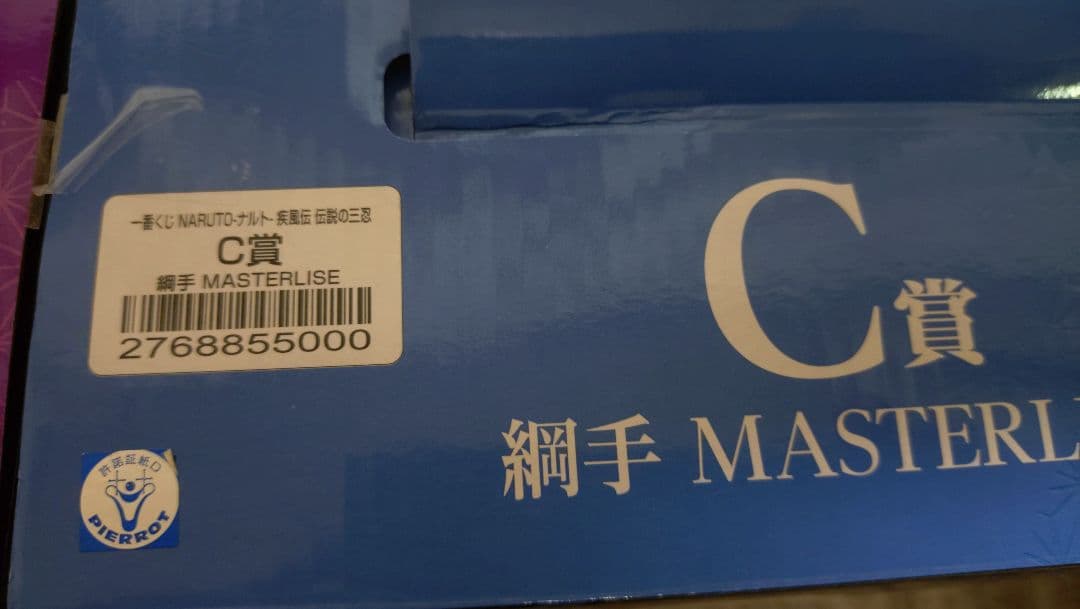 一番くじ NARUTO-ナルト- 疾風伝 伝説の三忍
C賞
綱手 MASTERLISE
2768855000
C賞
綱手 MASTERL
許諾証紙D
PIERROT